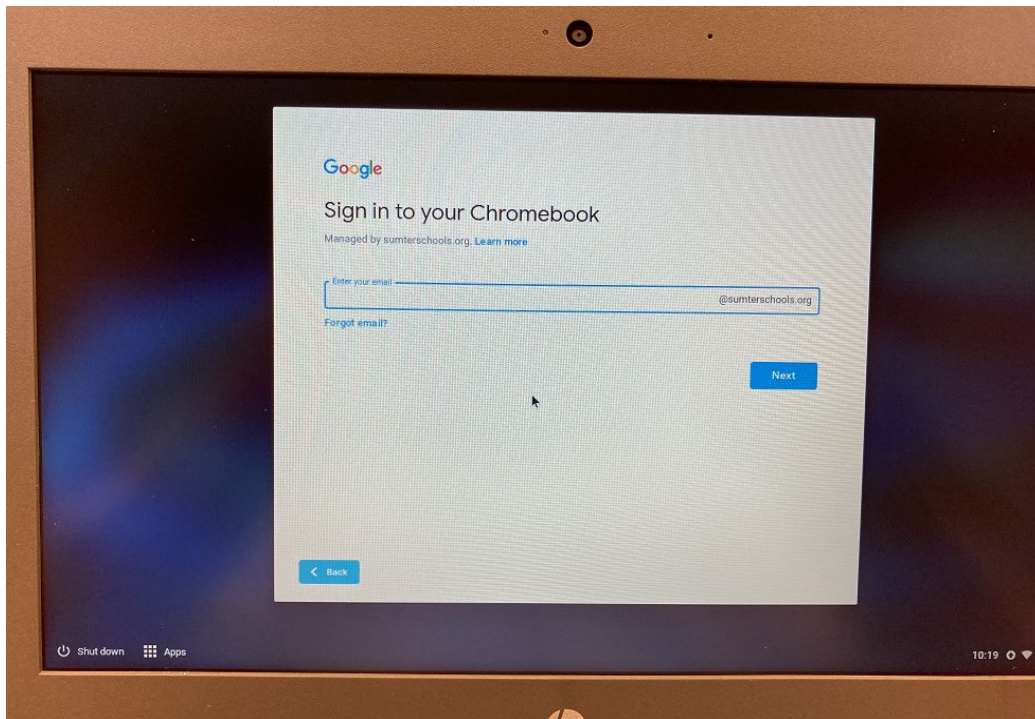 Google
Sign in to your Chromebook
Managed by sumterschools.org. Learn more
Enter your email
@sumterschools.org
Forgot email?
Next
Back
Shut down Apps
10:19